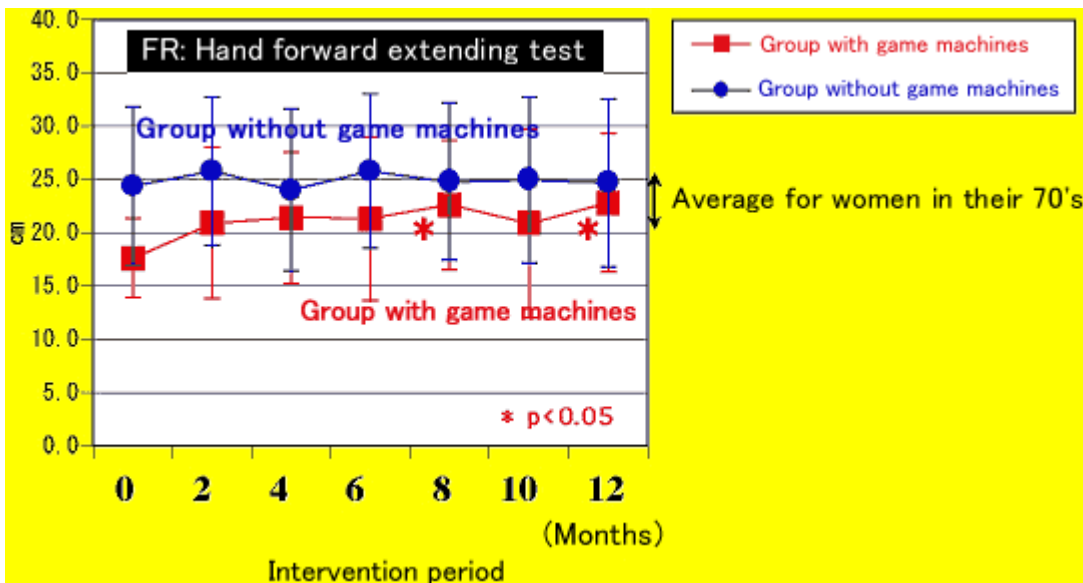 40.0
FR: Hand forward extending test
35.0
30.0
25.0
20.0
15.0
10.0
5.0
0.0
cm
Group without game machines
*
*
Group with game machines
* p<0.05
0 2 4 6 8 10 12
(Months)
Intervention period
Group with game machines
Group without game machines
Average for women in their 70's